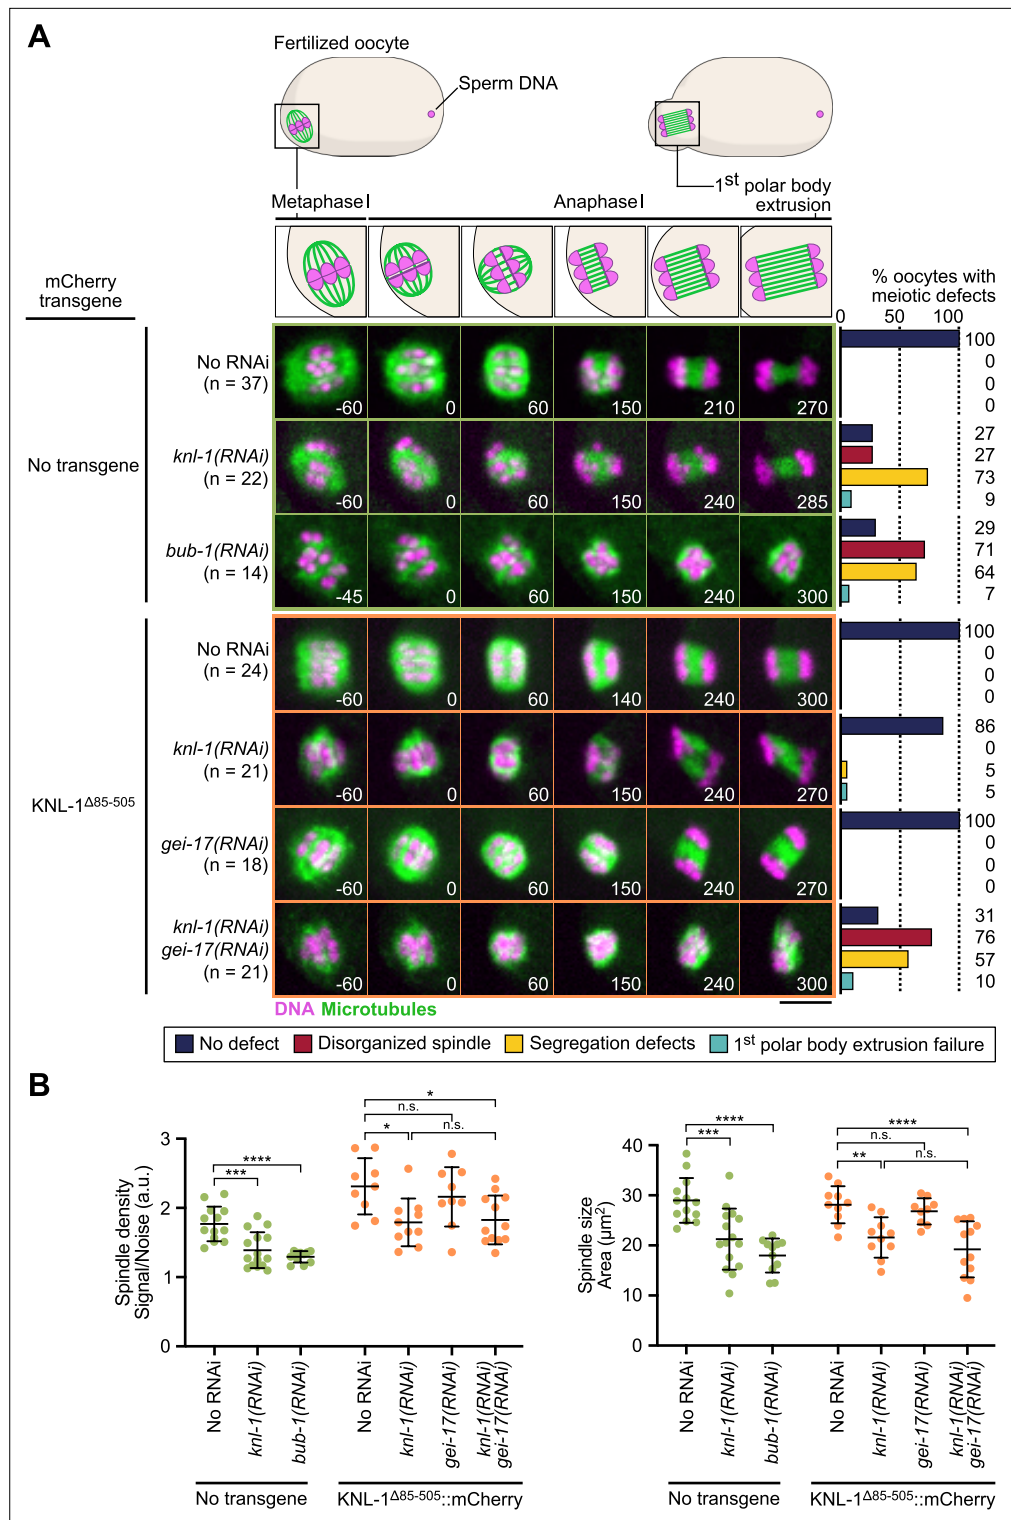 A
Fertilized oocyte
Sperm DNA
1st polar body
extrusion
Metaphase I
Anaphase I
mCherry
transgene
% oocytes with
meiotic defects
0 50 100
No transgene
No RNAi
(n = 37)
-60 0 60 150 210 270
100
0
0
0
knl-1(RNAi)
(n = 22)
-60 0 60 150 240 285
27
27
73
9
bub-1(RNAi)
(n = 14)
-45 0 60 150 240 300
29
71
64
7
KNL-1Δ85-505
No RNAi
(n = 24)
-60 0 60 140 240 300
100
0
0
0
knl-1(RNAi)
(n = 21)
-60 0 60 150 240 270
86
0
5
5
gei-17(RNAi)
(n = 18)
-60 0 60 150 240 270
100
0
0
0
knl-1(RNAi)
gei-17(RNAi)
(n = 21)
-60 0 60 150 240 300
31
76
57
10
DNA Microtubules
No defect Disorganized spindle Segregation defects 1st polar body extrusion failure
B
Spindle density
Signal/Noise (a.u.)
3
2
1
0
***
****
*
n.s.
*
n.s.
No RNAi
knl-1(RNAi)
bub-1(RNAi)
No RNAi
knl-1(RNAi)
gei-17(RNAi)
knl-1(RNAi)
gei-17(RNAi)
No transgene
KNL-1Δ85-505::mCherry
Spindle size
Area (µm2)
40
30
20
10
0
***
****
**
n.s.
****
n.s.
No RNAi
knl-1(RNAi)
bub-1(RNAi)
No RNAi
knl-1(RNAi)
gei-17(RNAi)
knl-1(RNAi)
gei-17(RNAi)
No transgene
KNL-1Δ85-505::mCherry